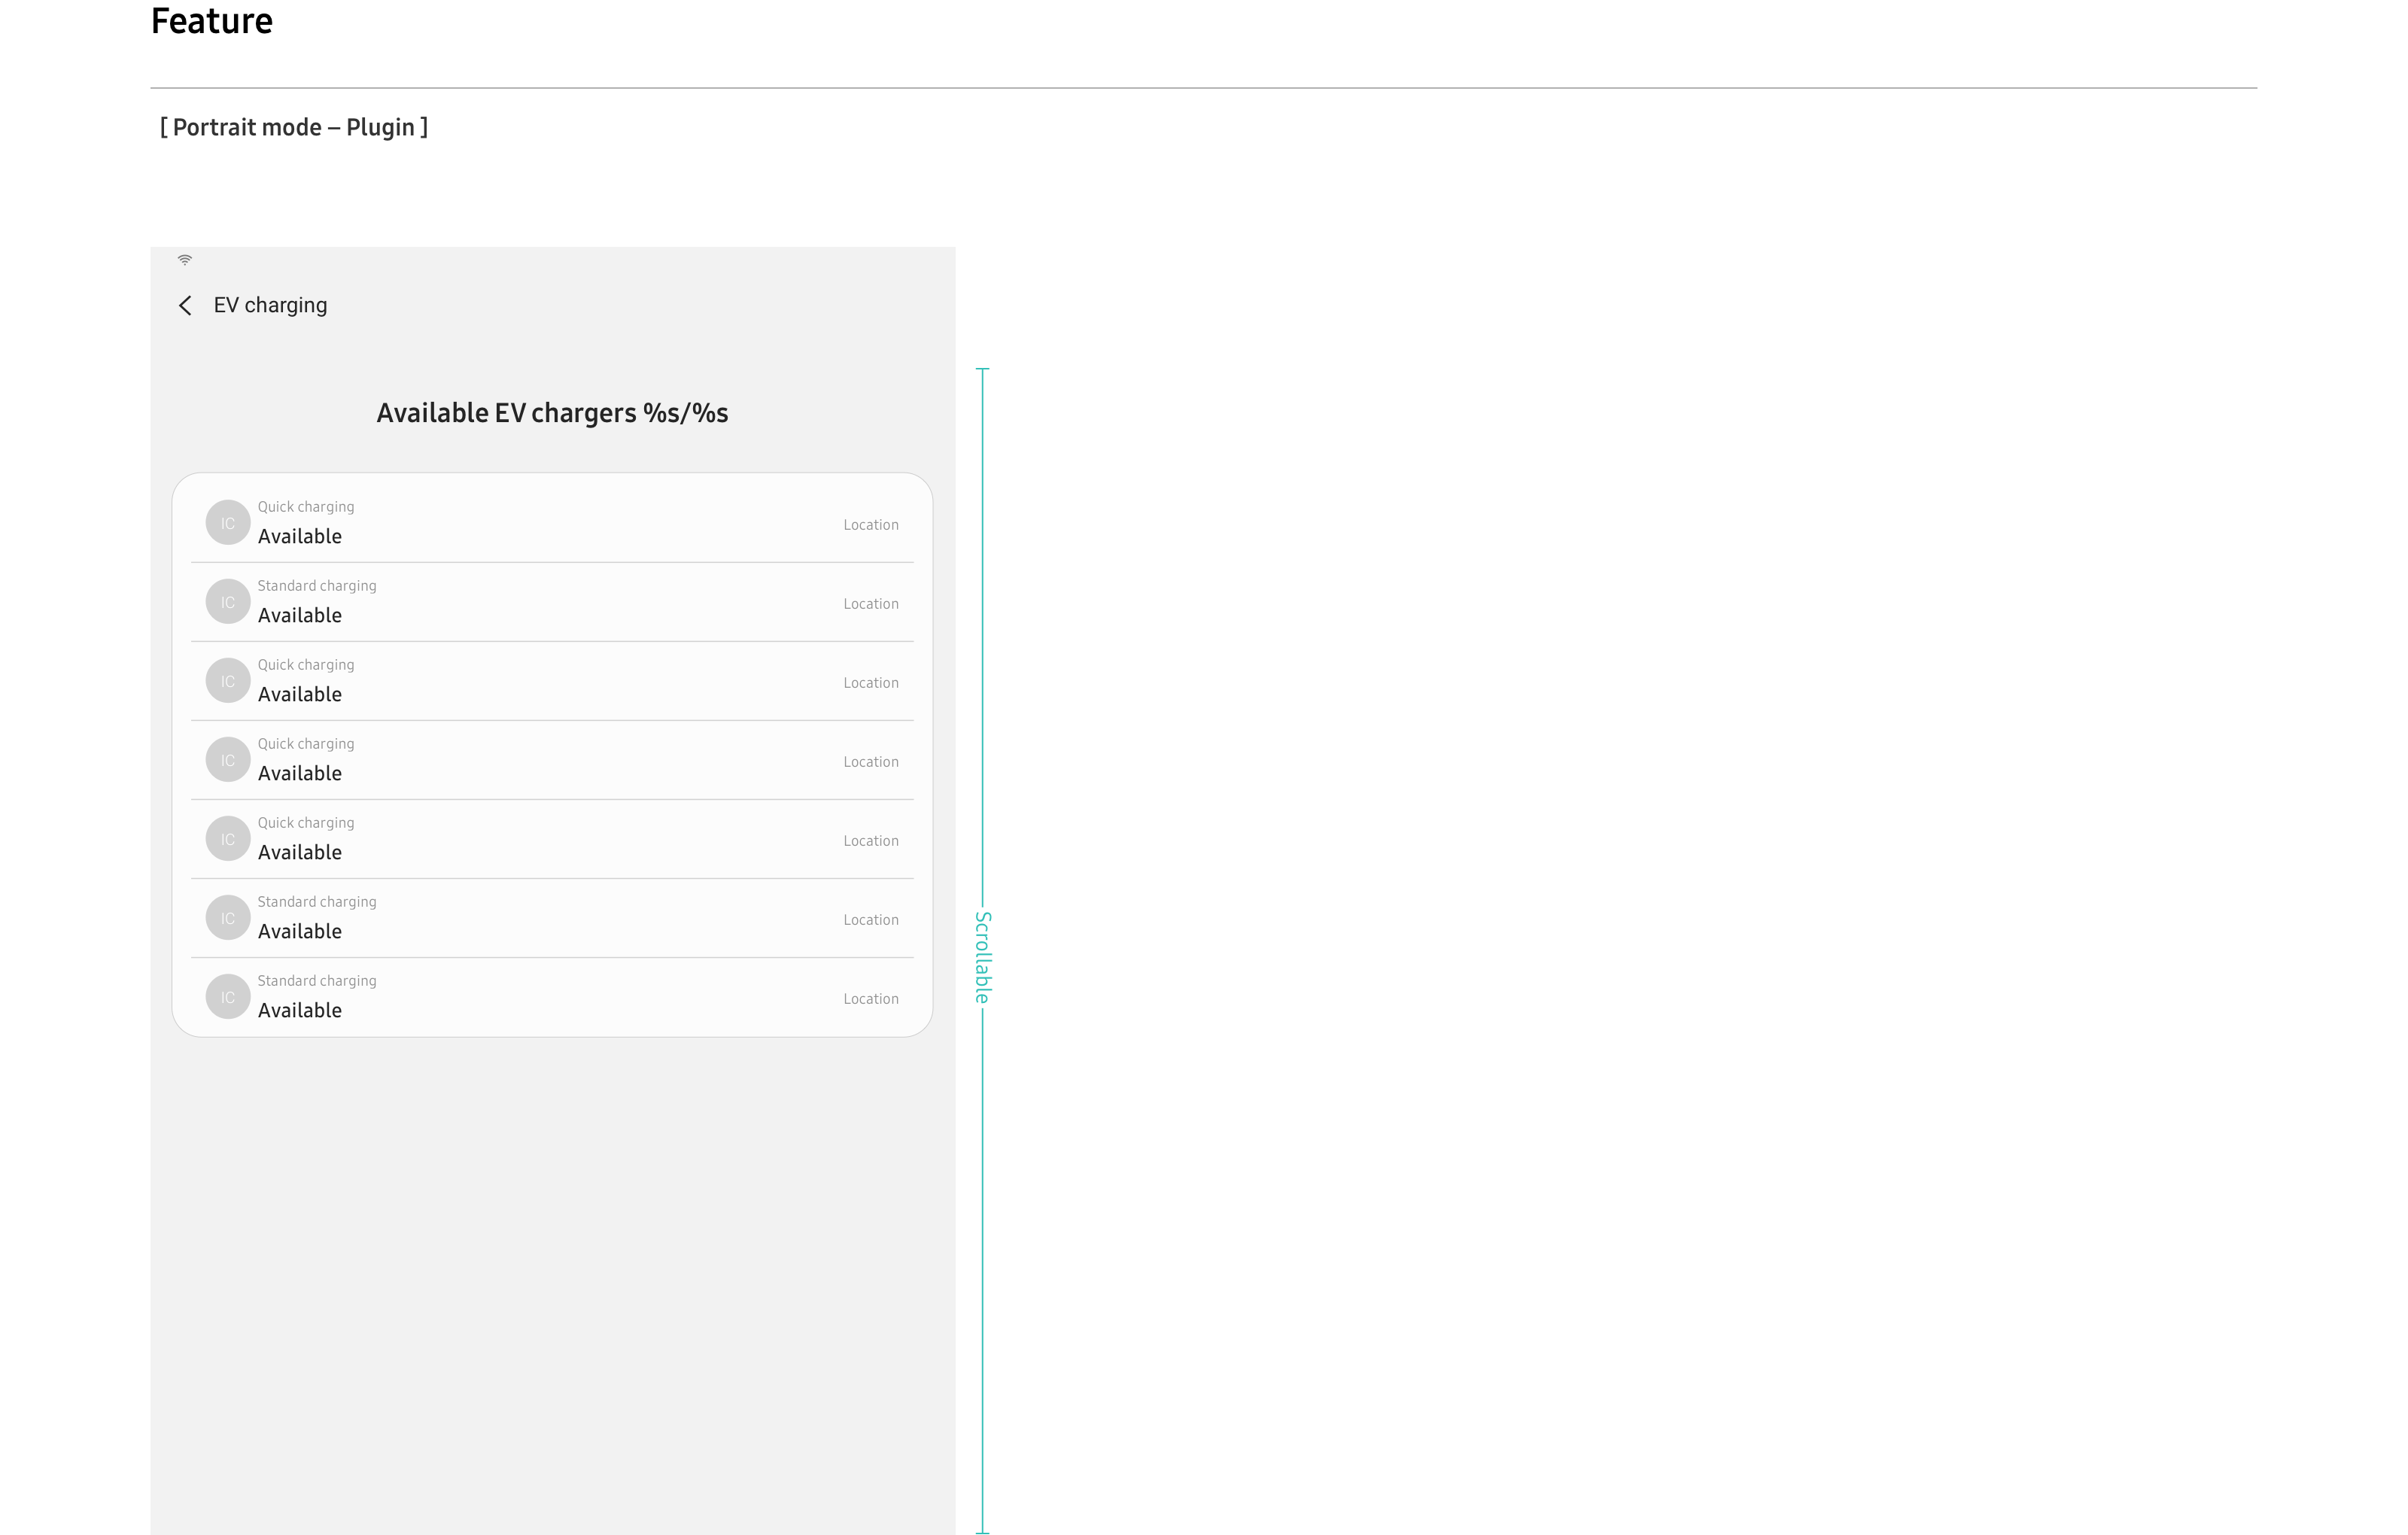 Feature
[ Portrait mode – Plugin ]
EV charging
Available EV chargers %s/%s
IC
Quick charging
Available
Location
IC
Standard charging
Available
Location
IC
Quick charging
Available
Location
IC
Quick charging
Available
Location
IC
Quick charging
Available
Location
IC
Standard charging
Available
Location
IC
Standard charging
Available
Location
Scrollable